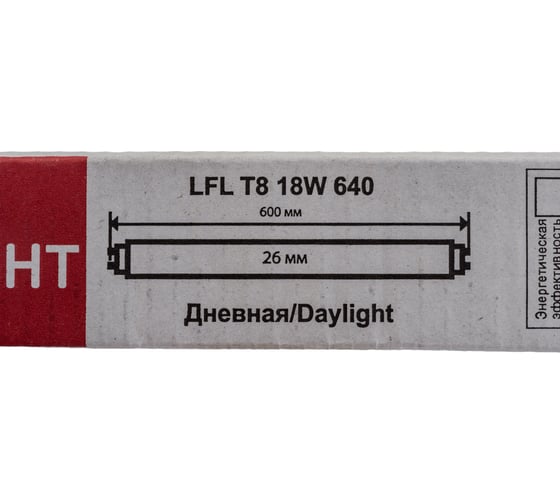 LFL T8 18W 640
600 мм
HT
26 мм
Дневная/Daylight
Энергетическая
эффективность